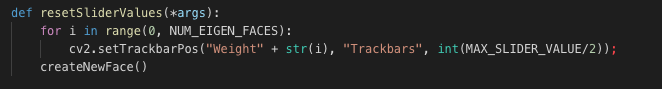 def resetSliderValues(*args):
    for i in range(0, NUM_EIGEN_FACES):
        cv2.setTrackbarPos("Weight" + str(i), "Trackbars", int(MAX_SLIDER_VALUE/2));
    createNewFace()